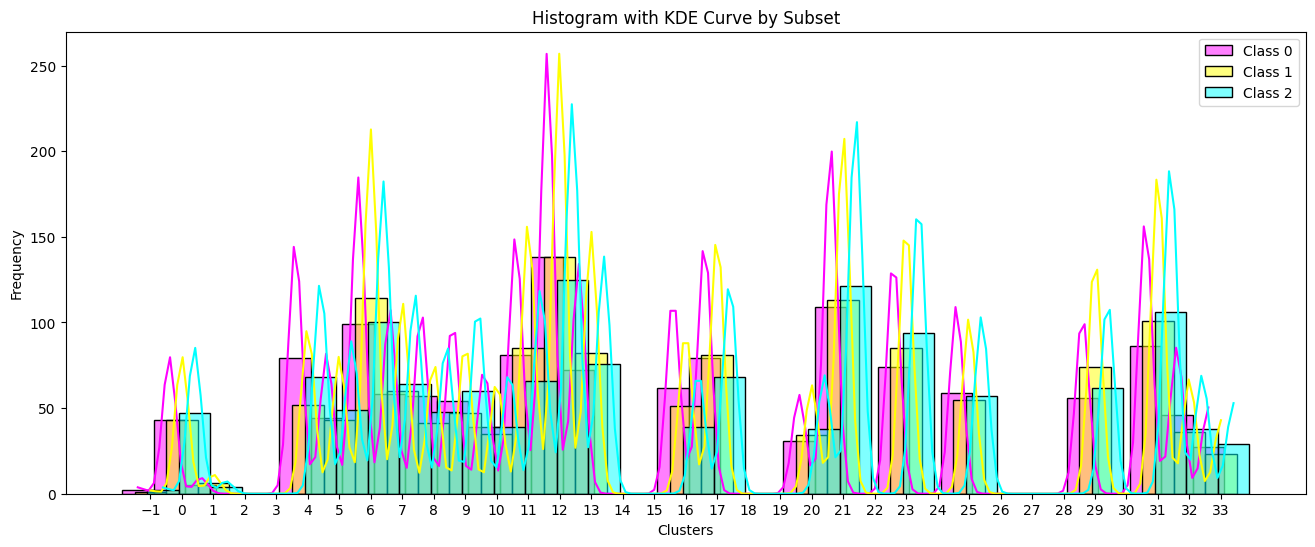 Histogram with KDE Curve by Subset
Class 0
Class 1
Class 2
Frequency
250
200
150
100
50
0
−1 0 1 2 3 4 5 6 7 8 9 10 11 12 13 14 15 16 17 18 19 20 21 22 23 24 25 26 27 28 29 30 31 32 33
Clusters